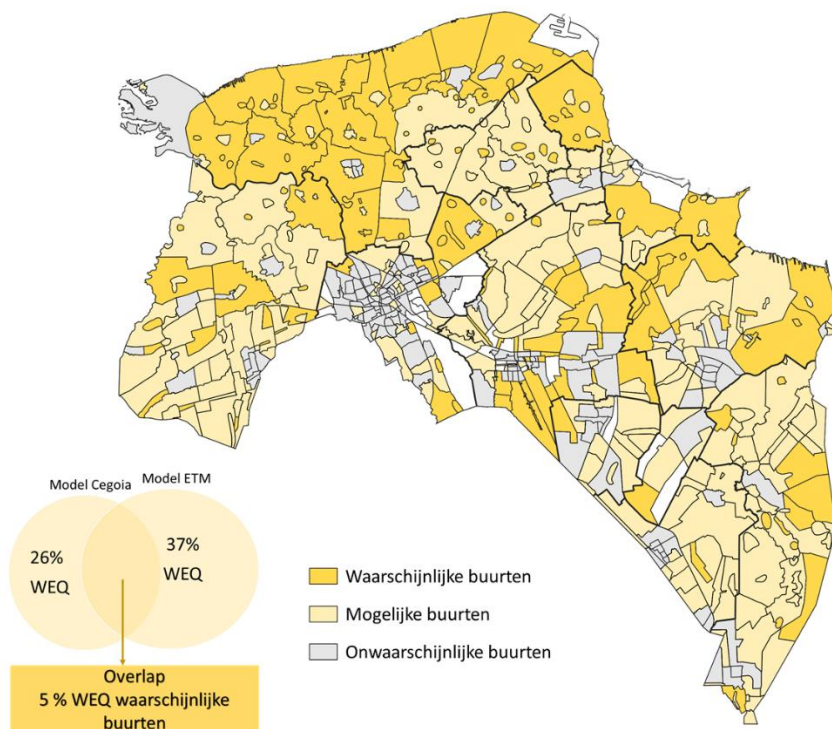 Model Cegoia
Model ETM
26%
WEQ
37%
WEQ
Overlap
5 % WEQ waarschijnlijke
buurten
Waarschijnlijke buurten
Mogelijke buurten
Onwaarschijnlijke buurten